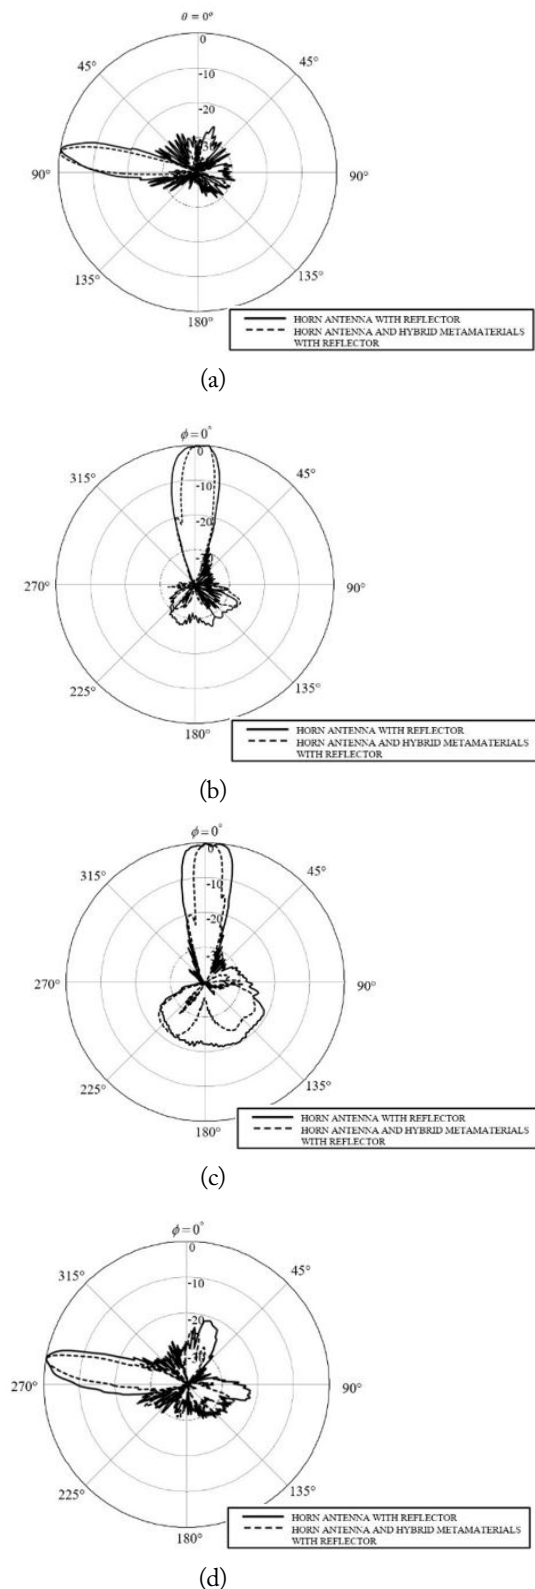 θ = 0°
0
45°
45°
-10
-20
-30
90°
90°
135°
135°
180°
HORN ANTENNA WITH REFLECTOR
HORN ANTENNA AND HYBRID METAMATERIALS
WITH REFLECTOR
(a)
ϕ = 0°
0
315°
45°
-10
-20
270°
90°
225°
135°
180°
HORN ANTENNA WITH REFLECTOR
HORN ANTENNA AND HYBRID METAMATERIALS
WITH REFLECTOR
(b)
ϕ = 0°
0
315°
45°
-10
-20
270°
90°
225°
135°
180°
HORN ANTENNA WITH REFLECTOR
HORN ANTENNA AND HYBRID METAMATERIALS
WITH REFLECTOR
(c)
ϕ = 0°
0
315°
45°
-10
-20
-30
270°
90°
225°
135°
180°
HORN ANTENNA WITH REFLECTOR
HORN ANTENNA AND HYBRID METAMATERIALS
WITH REFLECTOR
(d)